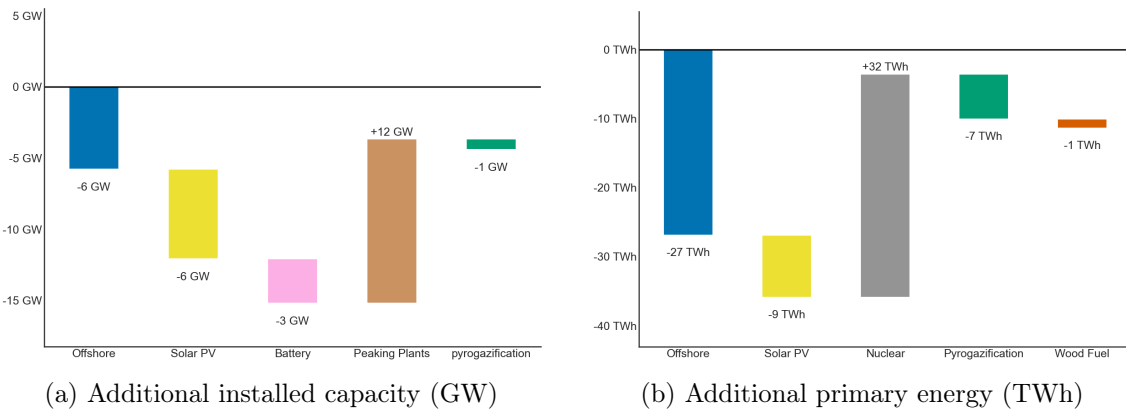 5 GW
0 GW
-5 GW
-10 GW
-15 GW
-6 GW
-6 GW
-3 GW
+12 GW
-1 GW
Offshore Solar PV Battery Peaking Plants pyrogazification
(a) Additional installed capacity (GW)
0 TWh
-10 TWh
-20 TWh
-30 TWh
-40 TWh
-27 TWh
-9 TWh
+32 TWh
-7 TWh
-1 TWh
Offshore Solar PV Nuclear Pyrogazification Wood Fuel
(b) Additional primary energy (TWh)